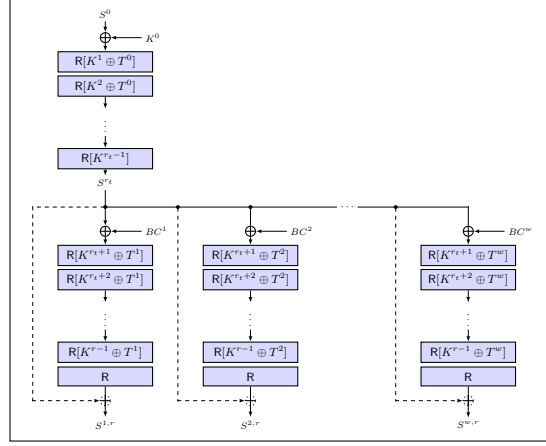 S^0
K^0
R[K^1 ⊕ T^0]
R[K^2 ⊕ T^0]
⋮
R[K^{r_t−1}]
S^{r_t}
···
BC^1 BC^2 BC^w
R[K^{r_t+1} ⊕ T^1] R[K^{r_t+1} ⊕ T^2] R[K^{r_t+1} ⊕ T^w]
R[K^{r_t+2} ⊕ T^1] R[K^{r_t+2} ⊕ T^2] R[K^{r_t+2} ⊕ T^w]
⋮ ⋮ ⋮
R[K^{r−1} ⊕ T^1] R[K^{r−1} ⊕ T^2] R[K^{r−1} ⊕ T^w]
R R R
S^{1,r} S^{2,r} S^{w,r}